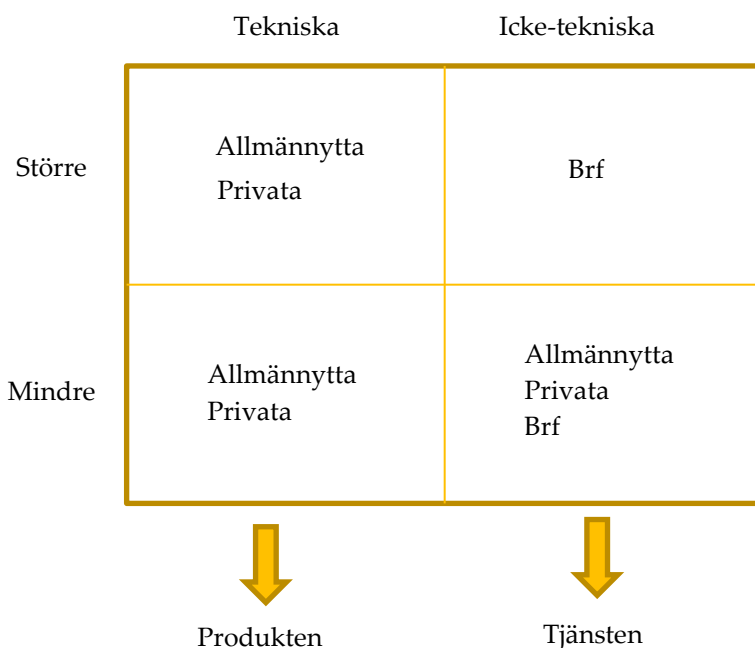 Tekniska
Icke-tekniska
Större
Allmännytta
Privata
Brf
Mindre
Allmännytta
Privata
Allmännytta
Privata
Brf
Produkten
Tjänsten